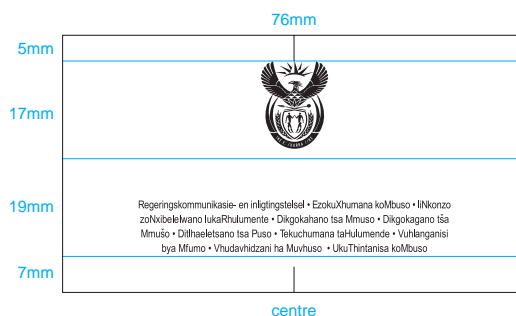 76mm
5mm
17mm
19mm
Regeringskommunikasie- en inligtingstelsel • EzokuXhumana koMbuso • IiNkonzo
zoNxibelelwano lukaRhulumente • Dikgokahano tsa Mmuso • Dikgokagano tša
Mmušo • Ditlhaeletsano tsa Puso • Tekuchumana taHulumende • Vuhlanganisi
bya Mfumo • Vhudavhidzani ha Muvhuso • UkuThintanisa koMbuso
7mm
centre